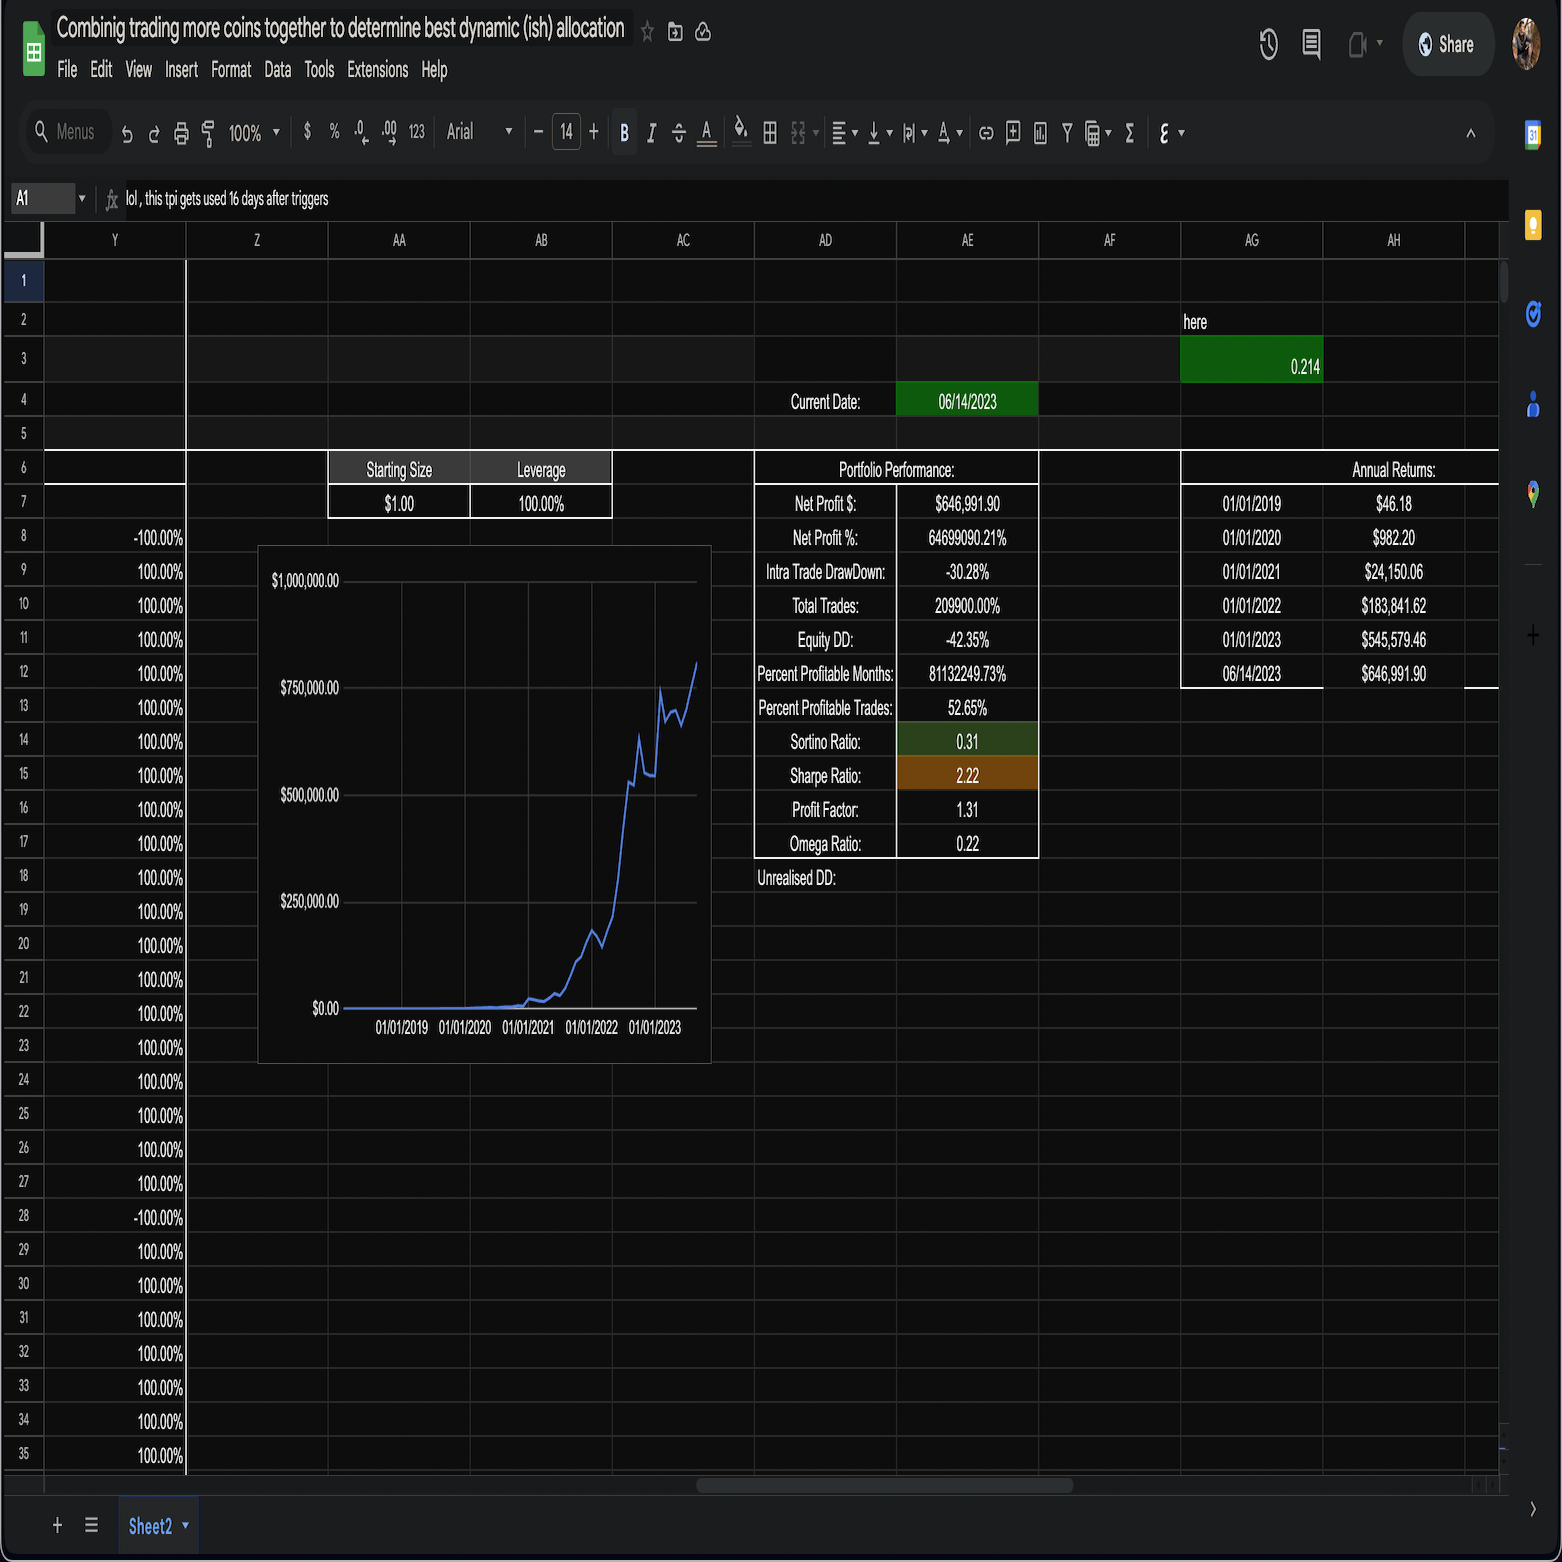 Combinig trading more coins together to determine best dynamic (ish) allocation
File Edit View Insert Format Data Tools Extensions Help
Share
Menus 100% $ % .0 .00 123 Arial - 14 + B I S A Σ
31
A1 fx lol , this tpi gets used 16 days after triggers
Y Z AA AB AC AD AE AF AG AH
1
2 here
3 0.214
4 Current Date: 06/14/2023
5
6 Starting Size Leverage Portfolio Performance: Annual Returns:
7 $1.00 100.00% Net Profit $: $646,991.90 01/01/2019 $46.18
8 -100.00% Net Profit %: 64699090.21% 01/01/2020 $982.20
9 100.00% Intra Trade DrawDown: -30.28% 01/01/2021 $24,150.06
10 100.00% Total Trades: 209900.00% 01/01/2022 $183,841.62
11 100.00% Equity DD: -42.35% 01/01/2023 $545,579.46
12 100.00% Percent Profitable Months: 81132249.73% 06/14/2023 $646,991.90
13 100.00% Percent Profitable Trades: 52.65%
14 100.00% Sortino Ratio: 0.31
15 100.00% Sharpe Ratio: 2.22
16 100.00% Profit Factor: 1.31
17 100.00% Omega Ratio: 0.22
18 100.00% Unrealised DD:
19 100.00%
20 100.00%
21 100.00%
22 100.00%
23 100.00%
24 100.00%
25 100.00%
26 100.00%
27 100.00%
28 -100.00%
29 100.00%
30 100.00%
31 100.00%
32 100.00%
33 100.00%
34 100.00%
35 100.00%
$1,000,000.00
$750,000.00
$500,000.00
$250,000.00
$0.00
01/01/2019 01/01/2020 01/01/2021 01/01/2022 01/01/2023
+ Sheet2